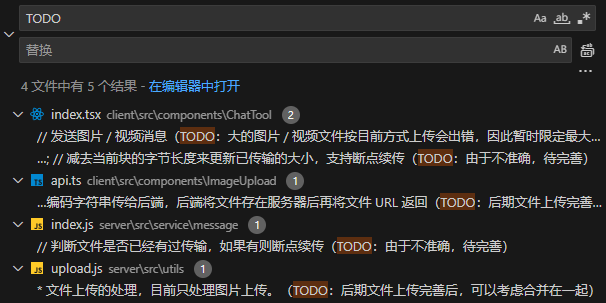 TODO
Aa ab .*
替换
AB
...
4 文件中有 5 个结果 - 在编辑器中打开
index.tsx client\src\components\ChatTool 2
// 发送图片 / 视频消息（TODO：大的图片 / 视频文件按目前方式上传会出错，因此暂时限定最大...
...; // 减去当前块的字节长度来更新已传输的大小，支持断点续传（TODO：由于不准确，待完善）
TS api.ts client\src\components\ImageUpload 1
...编码字符串传给后端，后端将文件存在服务器后再将文件 URL 返回（TODO：后期文件上传完善...
JS index.js server\src\service\message 1
// 判断文件是否已经有过传输，如果有则断点续传（TODO：由于不准确，待完善）
JS upload.js server\src\utils 1
* 文件上传的处理，目前只处理图片上传。（TODO：后期文件上传完善后，可以考虑合并在一起）